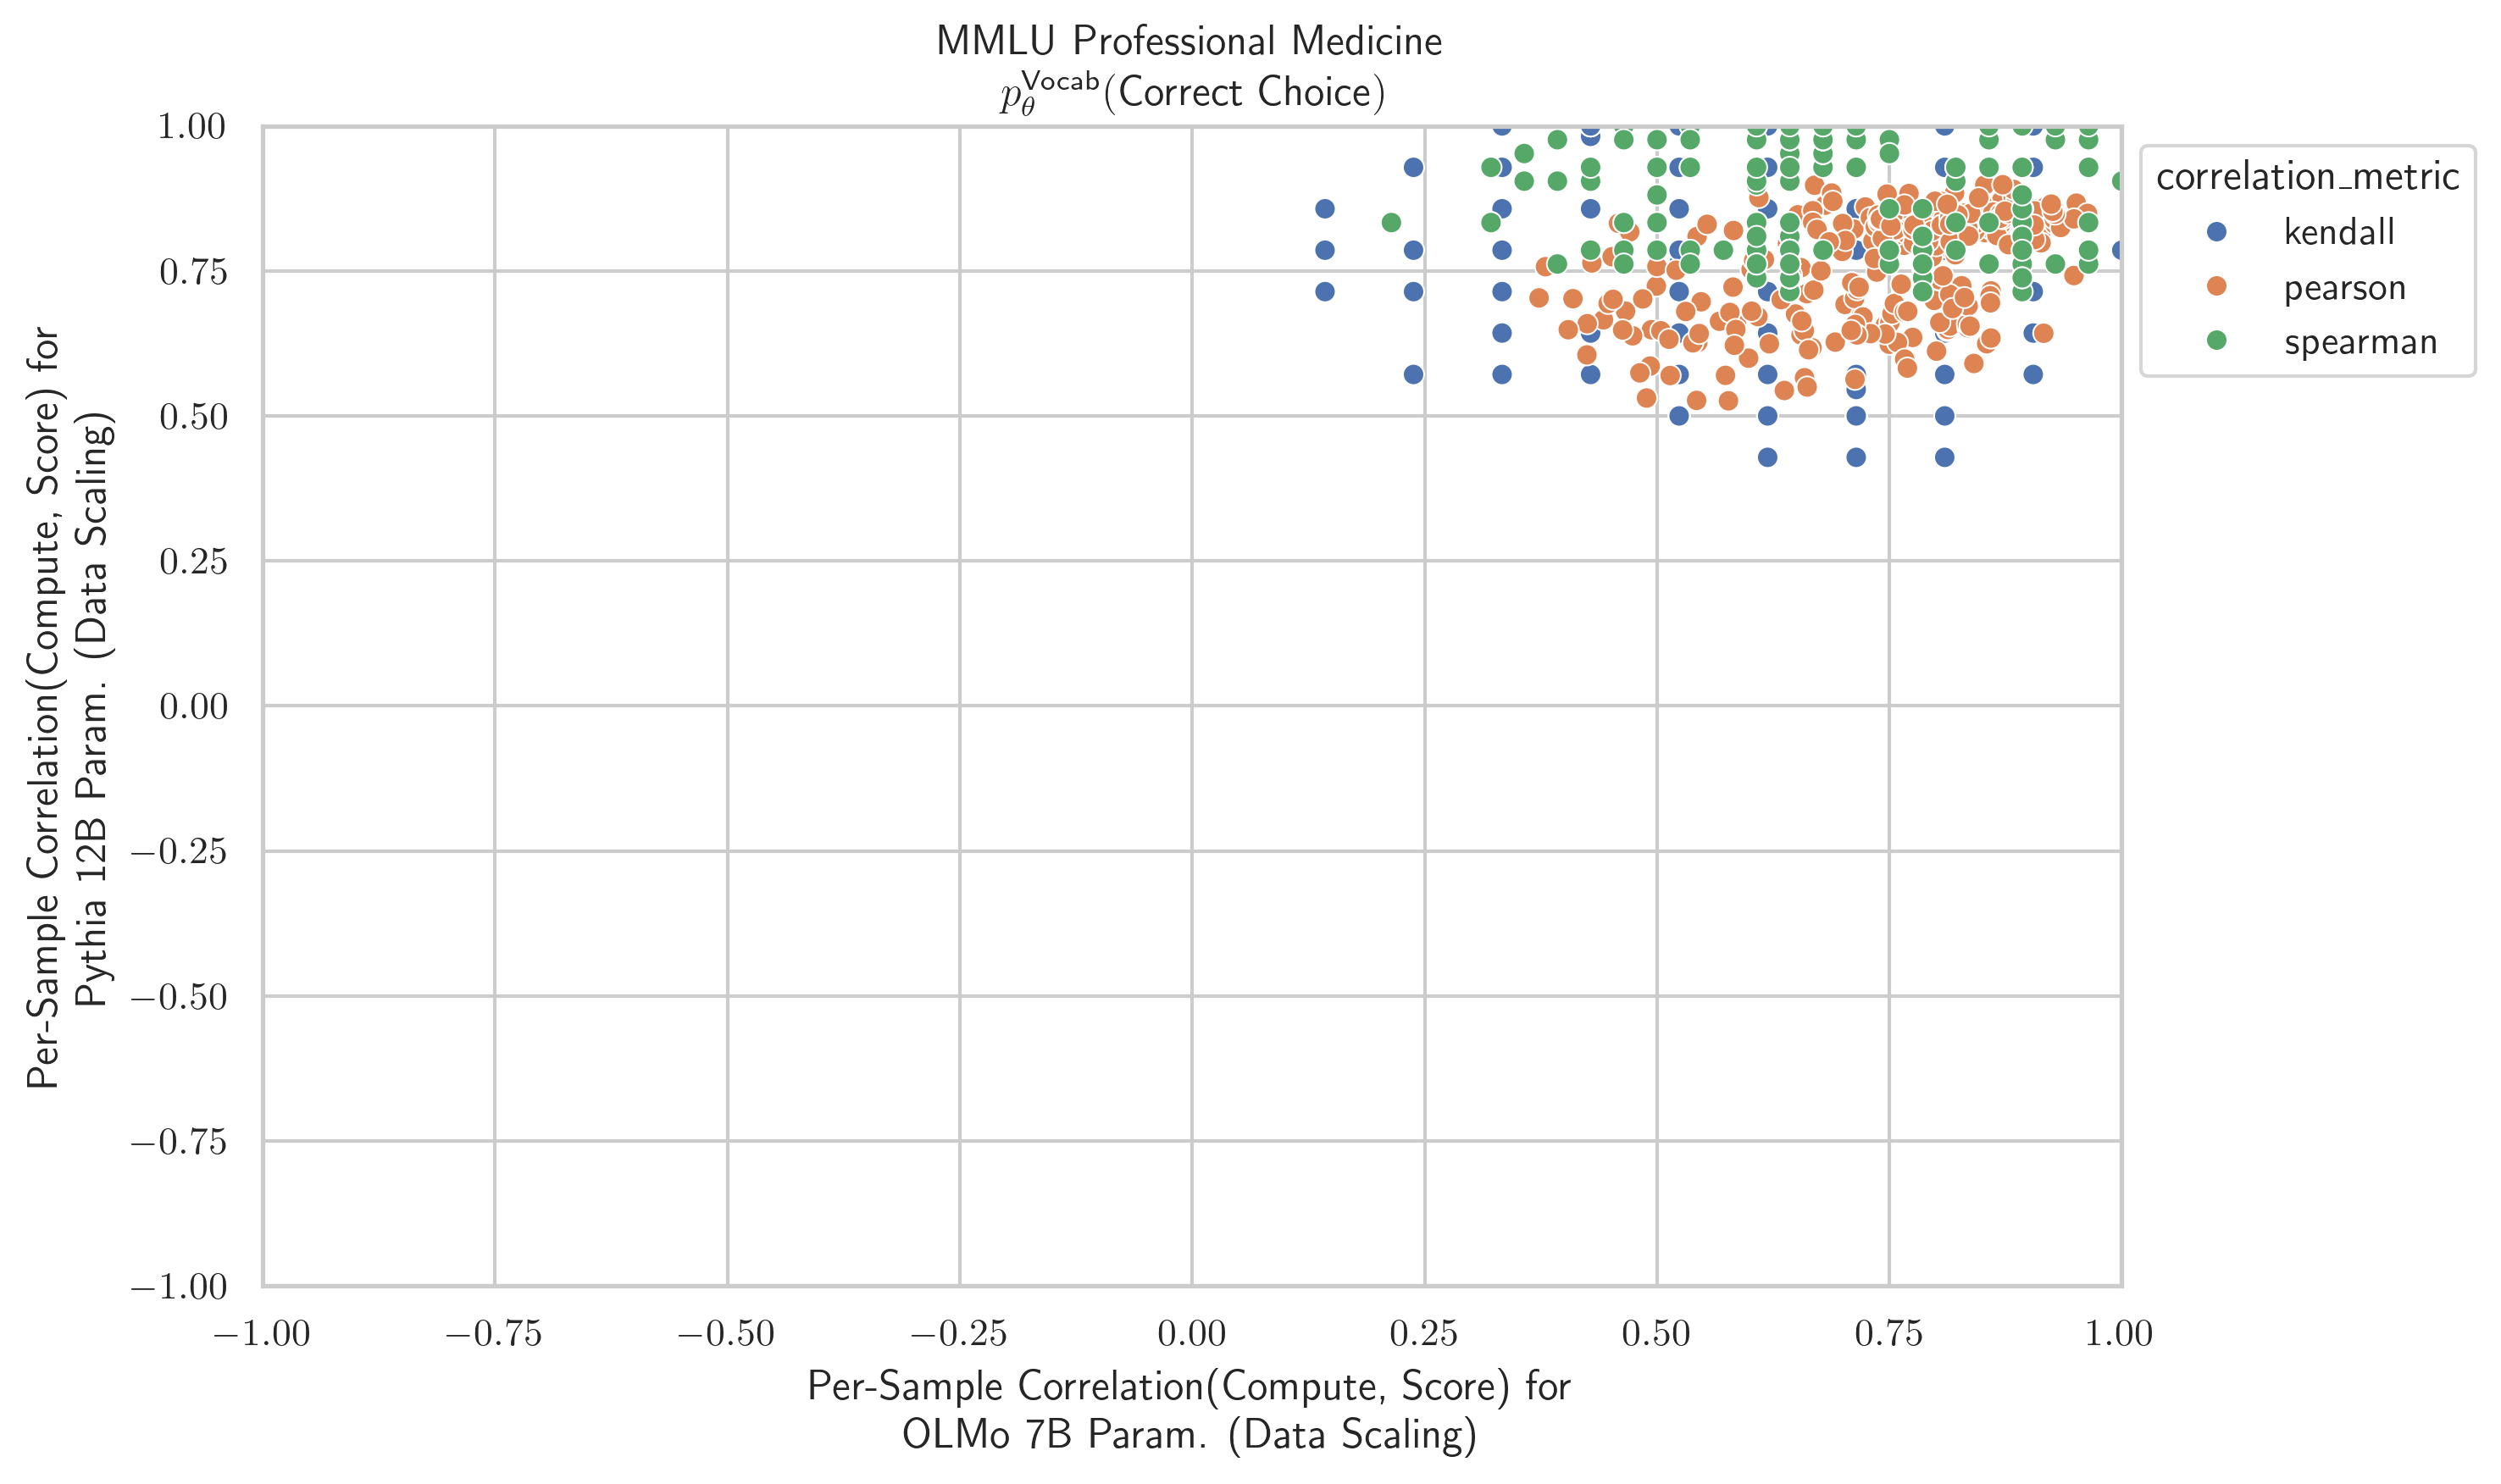 MMLU Professional Medicine
p_θ^Vocab(Correct Choice)
1.00
0.75
0.50
0.25
0.00
−0.25
−0.50
−0.75
−1.00
Per-Sample Correlation(Compute, Score) for
Pythia 12B Param. (Data Scaling)
−1.00 −0.75 −0.50 −0.25 0.00 0.25 0.50 0.75 1.00
Per-Sample Correlation(Compute, Score) for
OLMo 7B Param. (Data Scaling)
correlation_metric
kendall
pearson
spearman